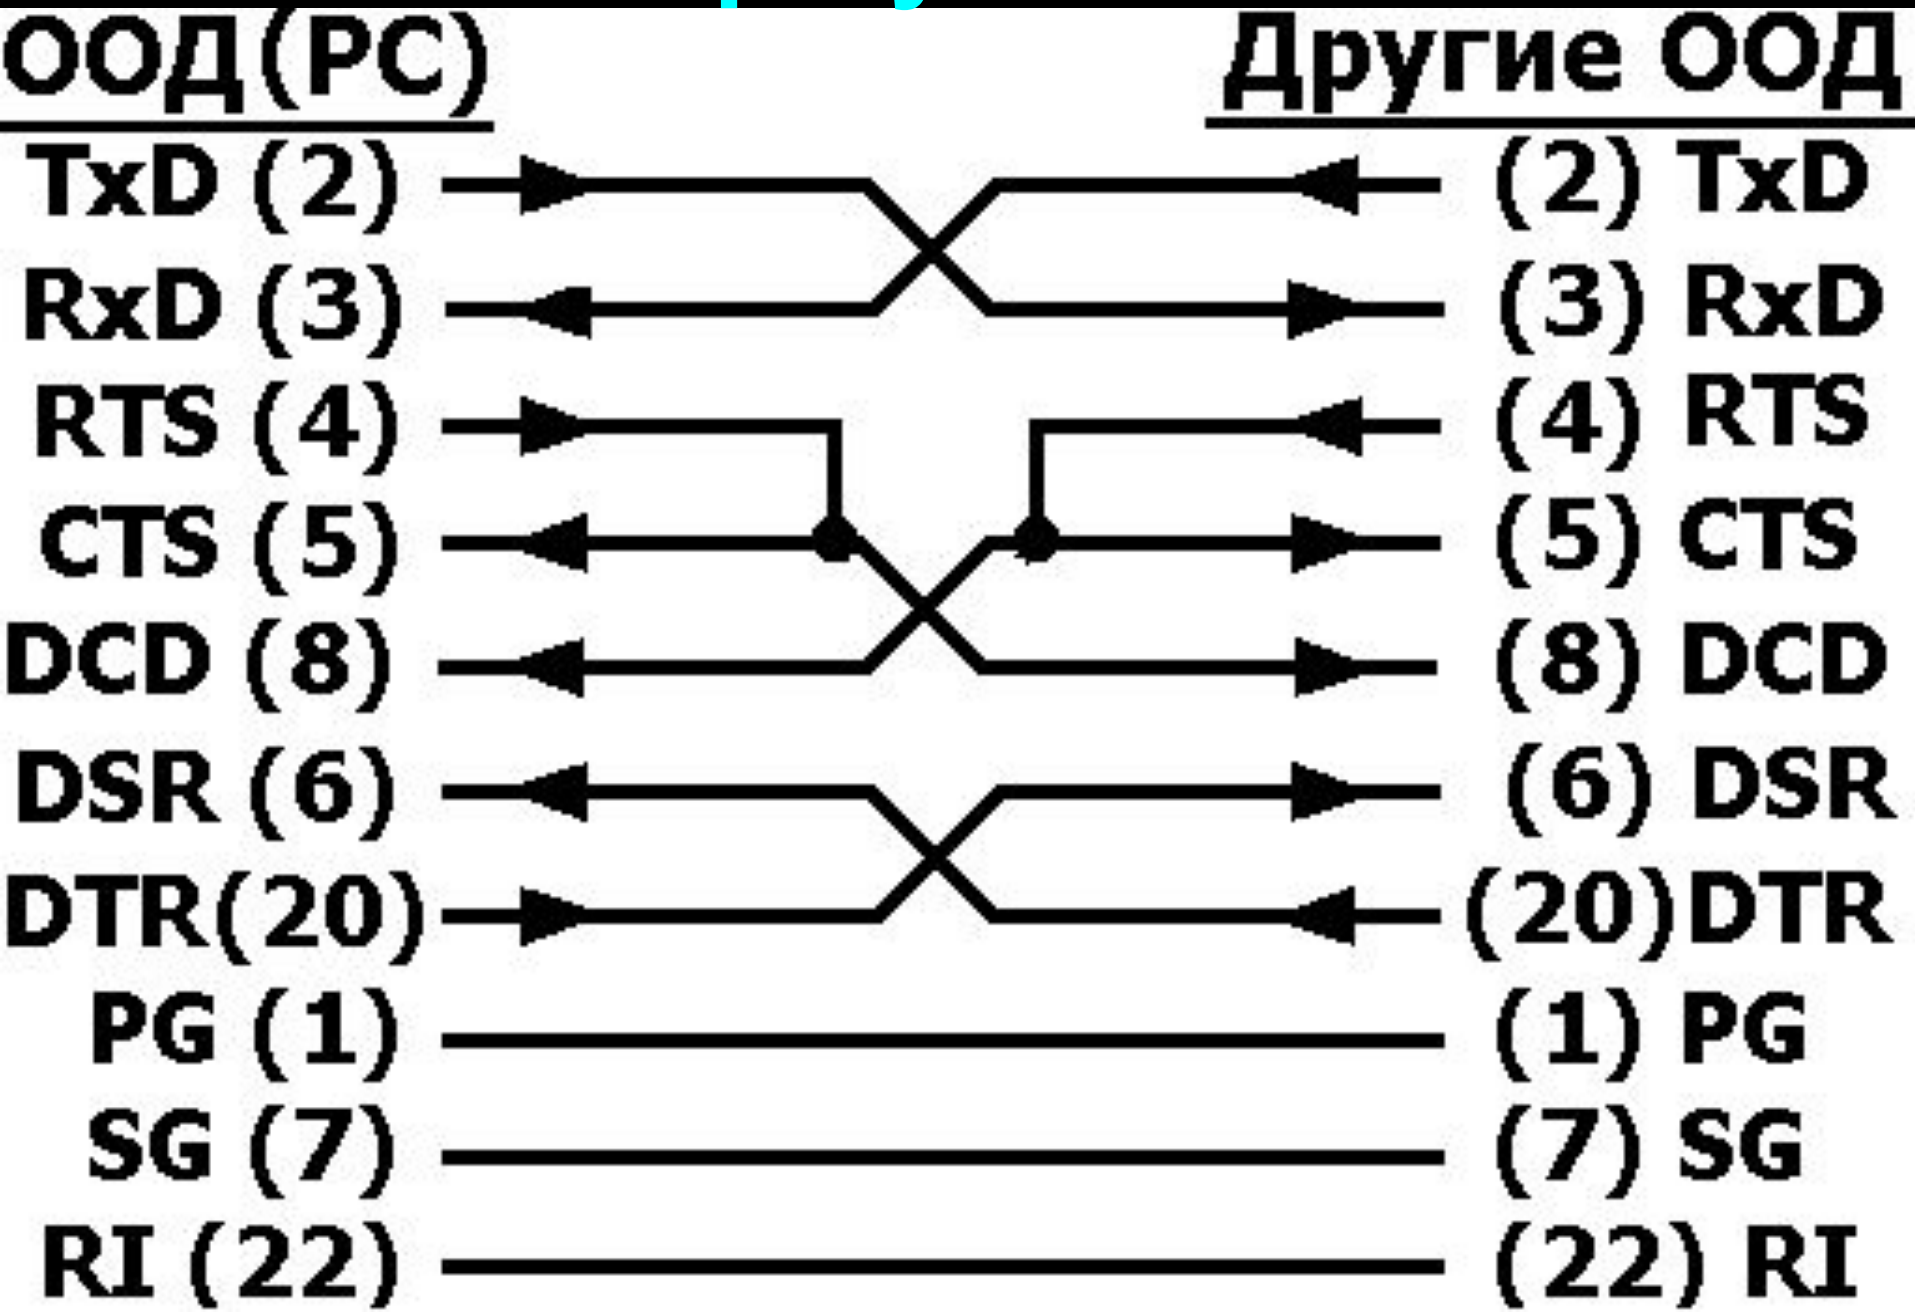 ООД(PC) Другие ООД
TxD (2) (2) TxD
RxD (3) (3) RxD
RTS (4) (4) RTS
CTS (5) (5) CTS
DCD (8) (8) DCD
DSR (6) (6) DSR
DTR(20) (20)DTR
PG (1) (1) PG
SG (7) (7) SG
RI (22) (22) RI